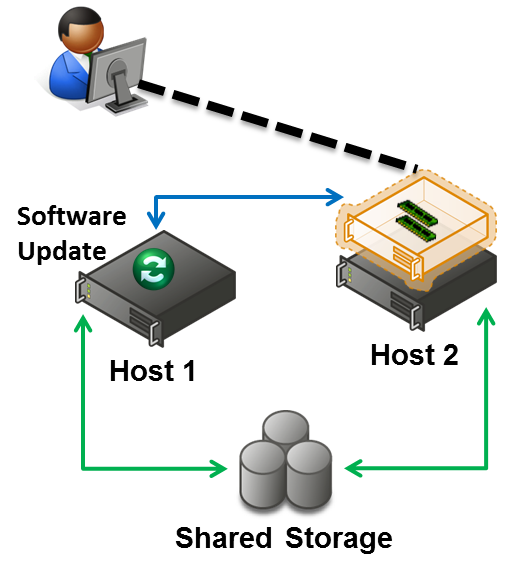 Software
Update
Host 1
Host 2
Shared Storage